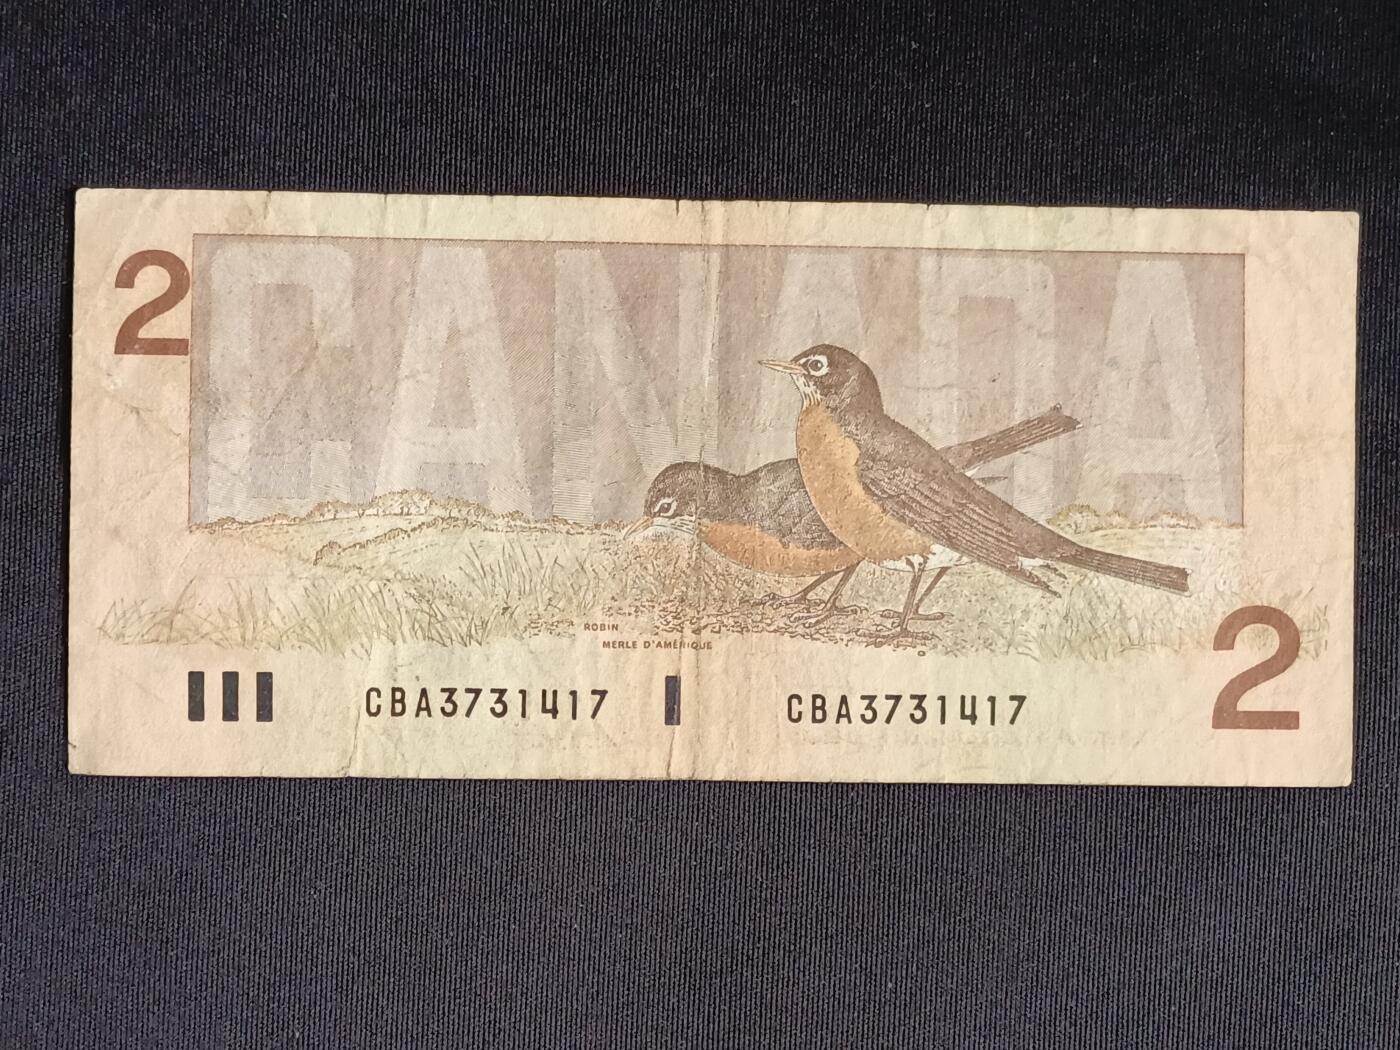 2
CANADA
ROBIN
MERLE D'AMÉRIQUE
CBA3731417 CBA3731417
2